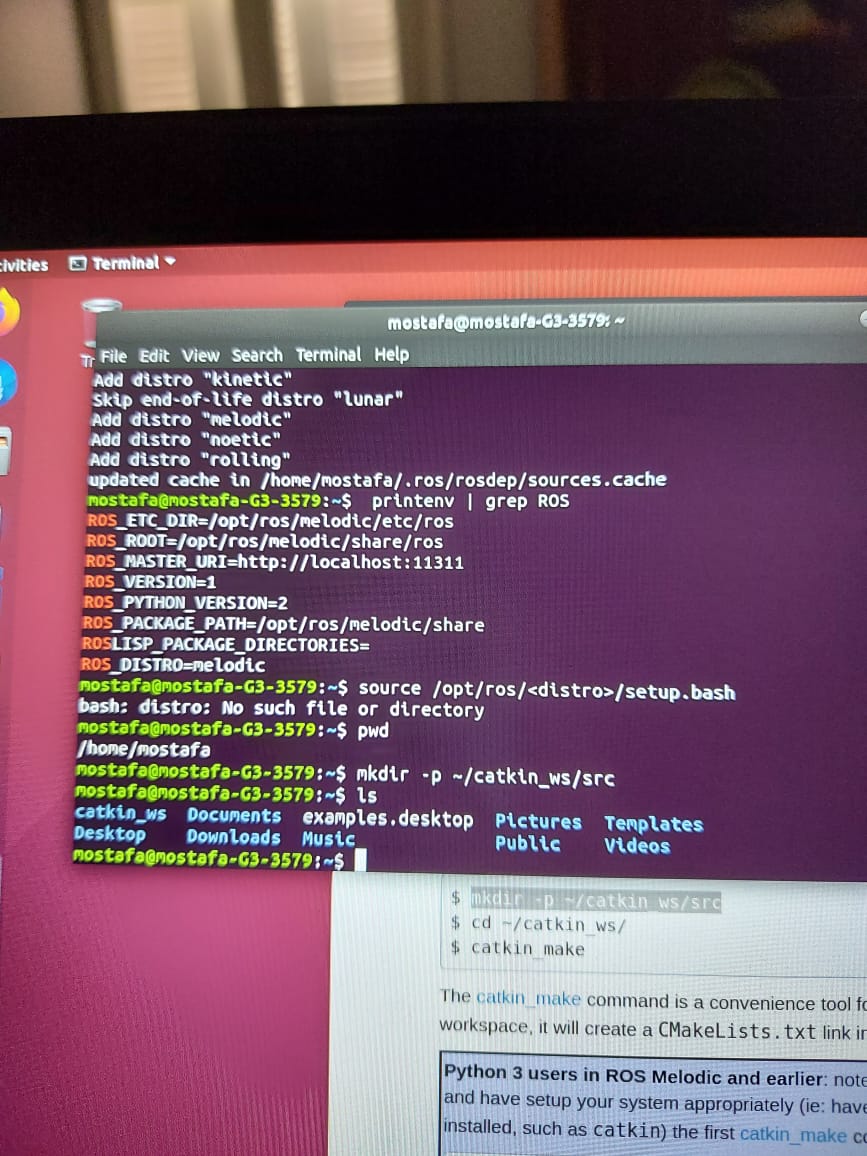 ivities Terminal
mostafa@mostafa-G3-3579: ~
Tr File Edit View Search Terminal Help
Add distro "kinetic"
Skip end-of-life distro "lunar"
Add distro "melodic"
Add distro "noetic"
Add distro "rolling"
updated cache in /home/mostafa/.ros/rosdep/sources.cache
mostafa@mostafa-G3-3579:~$  printenv | grep ROS
ROS_ETC_DIR=/opt/ros/melodic/etc/ros
ROS_ROOT=/opt/ros/melodic/share/ros
ROS_MASTER_URI=http://localhost:11311
ROS_VERSION=1
ROS_PYTHON_VERSION=2
ROS_PACKAGE_PATH=/opt/ros/melodic/share
ROSLISP_PACKAGE_DIRECTORIES=
ROS_DISTRO=melodic
mostafa@mostafa-G3-3579:~$ source /opt/ros/<distro>/setup.bash
bash: distro: No such file or directory
mostafa@mostafa-G3-3579:~$ pwd
/home/mostafa
mostafa@mostafa-G3-3579:~$ mkdir -p ~/catkin_ws/src
mostafa@mostafa-G3-3579:~$ ls
catkin_ws Documents examples.desktop Pictures Templates
Desktop Downloads Music Public Videos
mostafa@mostafa-G3-3579:~$
$ mkdir -p ~/catkin_ws/src
$ cd ~/catkin_ws/
$ catkin_make
The catkin_make command is a convenience tool fo
workspace, it will create a CMakeLists.txt link in
Python 3 users in ROS Melodic and earlier: note
and have setup your system appropriately (ie: have
installed, such as catkin) the first catkin_make co